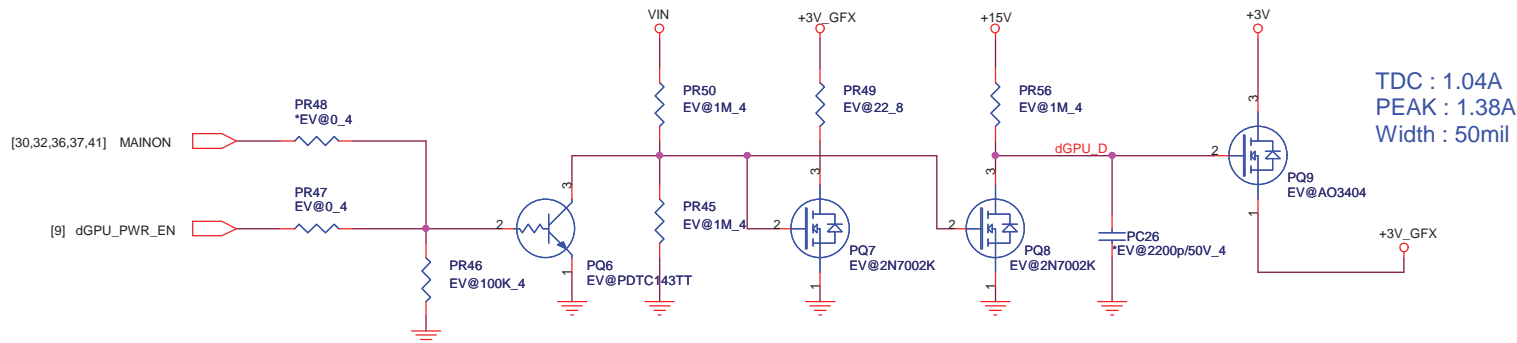 VIN
+3V_GFX
+15V
+3V
TDC : 1.04A
PEAK : 1.38A
Width : 50mil
PR48
*EV@0_4
PR50
EV@1M_4
PR49
EV@22_8
PR56
EV@1M_4
3
[30,32,36,37,41] MAINON
dGPU_D
2
PQ9
EV@AO3404
1
PR47
EV@0_4
[9] dGPU_PWR_EN
2
3
1
PQ6
EV@PDTC143TT
PR45
EV@1M_4
3
2
1
PQ7
EV@2N7002K
3
2
1
PQ8
EV@2N7002K
PC26
*EV@2200p/50V_4
+3V_GFX
PR46
EV@100K_4